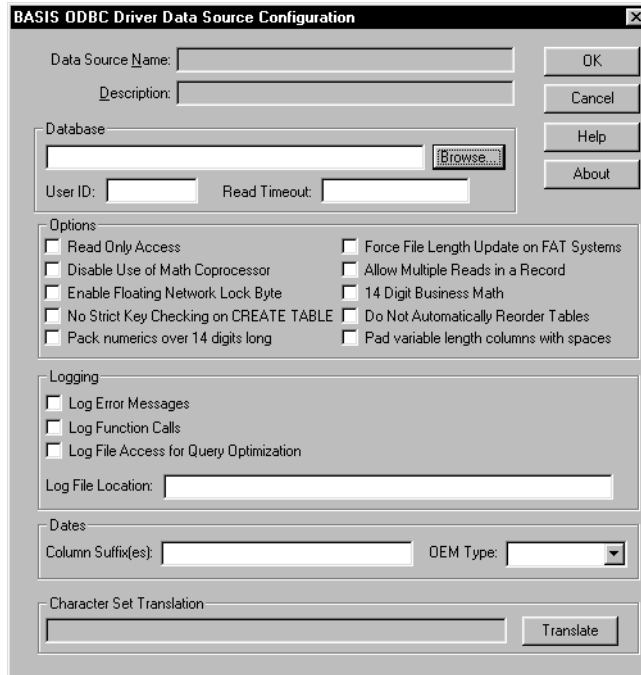 BASIS ODBC Driver Data Source Configuration
Data Source Name:
OK
Description:
Cancel
Database
Help
Browse...
About
User ID:
Read Timeout:
Options
Read Only Access
Force File Length Update on FAT Systems
Disable Use of Math Coprocessor
Allow Multiple Reads in a Record
Enable Floating Network Lock Byte
14 Digit Business Math
No Strict Key Checking on CREATE TABLE
Do Not Automatically Reorder Tables
Pack numerics over 14 digits long
Pad variable length columns with spaces
Logging
Log Error Messages
Log Function Calls
Log File Access for Query Optimization
Log File Location:
Dates
Column Suffix(es):
OEM Type:
Character Set Translation
Translate